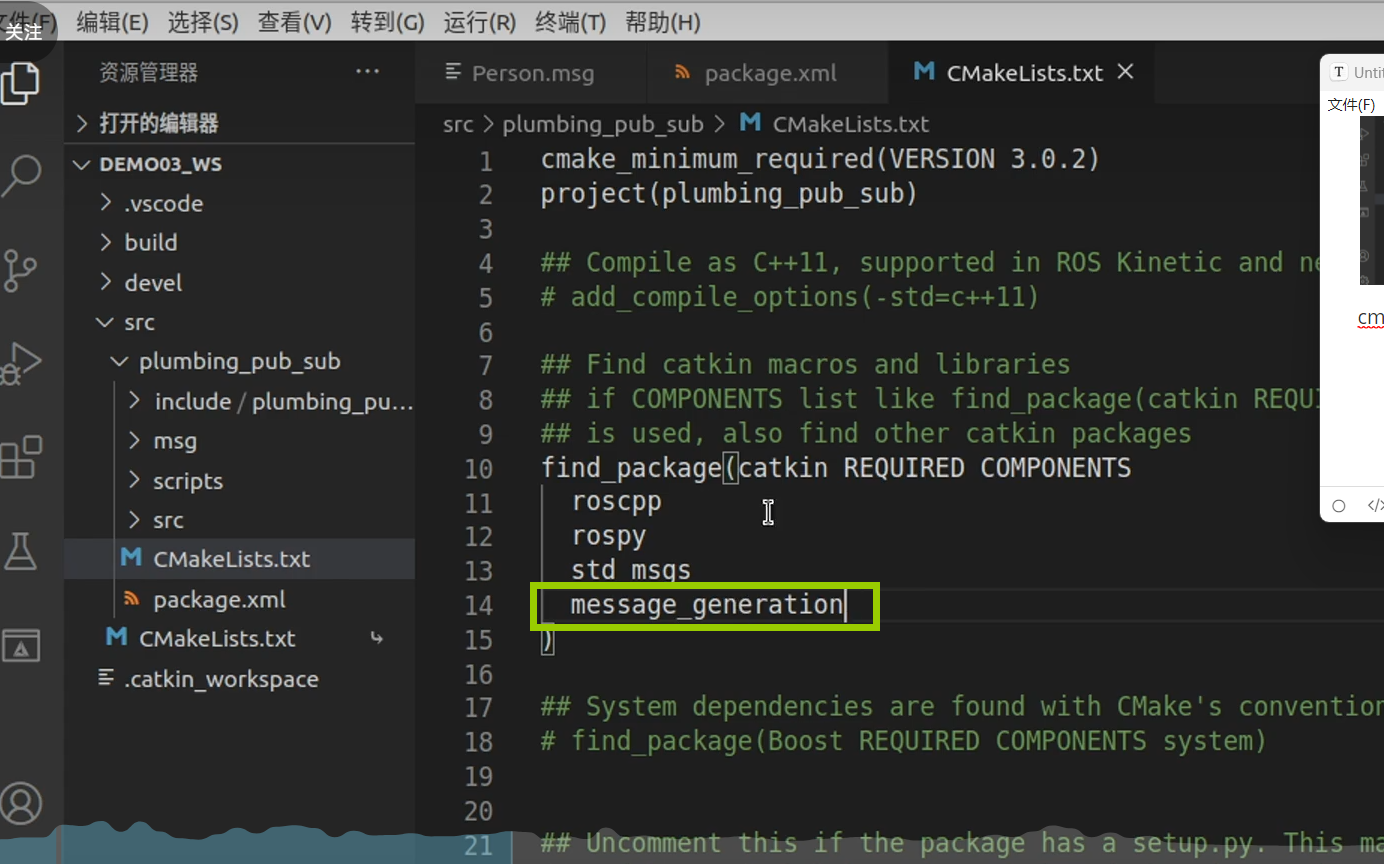 文件(F) 编辑(E) 选择(S) 查看(V) 转到(G) 运行(R) 终端(T) 帮助(H)
关注
资源管理器 ···
Person.msg package.xml CMakeLists.txt
打开的编辑器
DEMO03_WS
.vscode
build
devel
src
plumbing_pub_sub
include / plumbing_pu...
msg
scripts
src
CMakeLists.txt
package.xml
CMakeLists.txt
.catkin_workspace
src > plumbing_pub_sub > CMakeLists.txt
1 cmake_minimum_required(VERSION 3.0.2)
2 project(plumbing_pub_sub)
3
4 ## Compile as C++11, supported in ROS Kinetic and ne
5 # add_compile_options(-std=c++11)
6
7 ## Find catkin macros and libraries
8 ## if COMPONENTS list like find_package(catkin REQUI
9 ## is used, also find other catkin packages
10 find_package(catkin REQUIRED COMPONENTS
11 roscpp
12 rospy
13 std_msgs
14 message_generation
15 )
16
17 ## System dependencies are found with CMake's convention
18 # find_package(Boost REQUIRED COMPONENTS system)
19
20
21 ## Uncomment this if the package has a setup.py. This ma
T Untit
文件(F)
cm